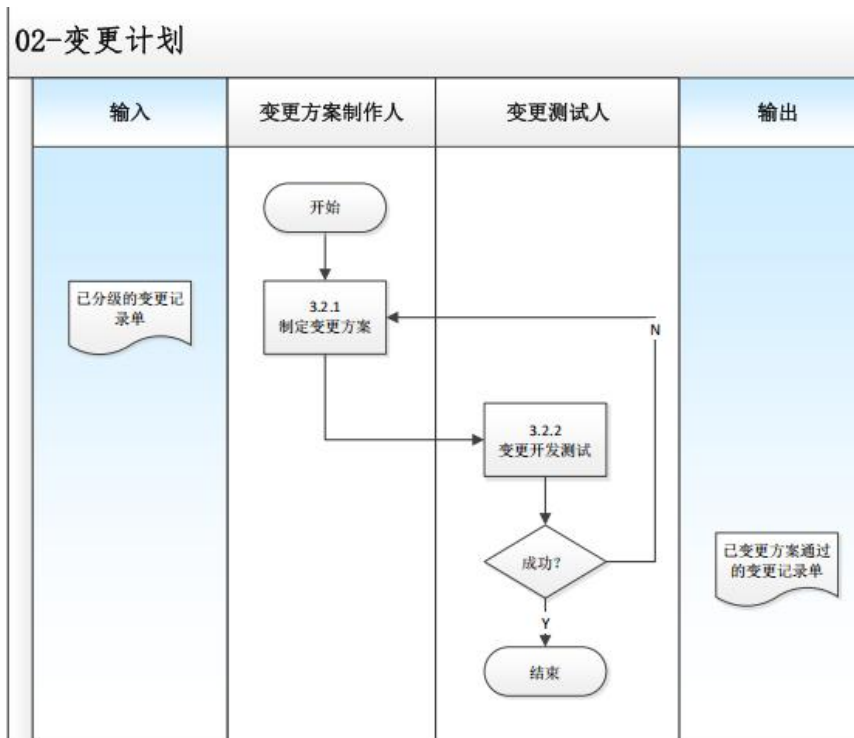 02-变更计划
输入
变更方案制作人
变更测试人
输出
开始
已分级的变更记
录单
3.2.1
制定变更方案
N
3.2.2
变更开发测试
成功?
已变更方案通过
的变更记录单
Y
结束